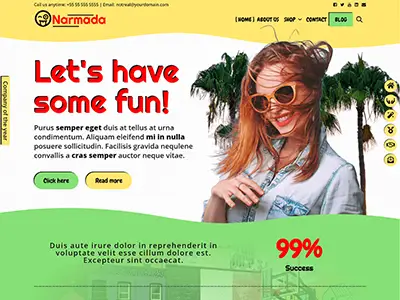 Call us anytime: +55 55 555 5555 | Email: notreal@yourdomain.com
Narmada
[ HOME ] ABOUT US SHOP CONTACT BLOG
Company of the year
Let's have
some fun!
Purus semper eget duis at tellus at urna
condimentum. Aliquam eleifend mi in nulla
posuere sollicitudin. Facilisis gravida nequlene
convallis a cras semper auctor neque vitae.
Click here Read more
Duis aute irure dolor in reprehenderit in
voluptate velit esse cillum dolore est.
Excepteur sint occaecat.
99%
Success